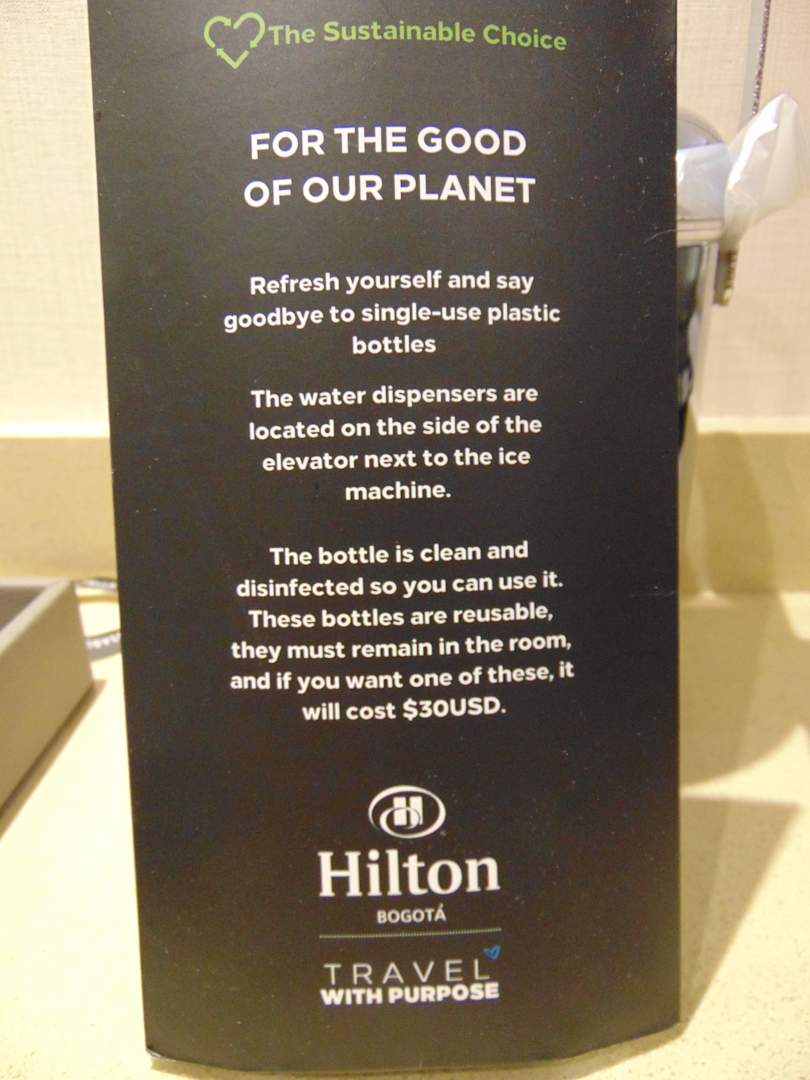 The Sustainable Choice
FOR THE GOOD
OF OUR PLANET
Refresh yourself and say
goodbye to single-use plastic
bottles
The water dispensers are
located on the side of the
elevator next to the ice
machine.
The bottle is clean and
disinfected so you can use it.
These bottles are reusable,
they must remain in the room,
and if you want one of these, it
will cost $30USD.
H
Hilton
BOGOTÁ
TRAVEL
WITH PURPOSE